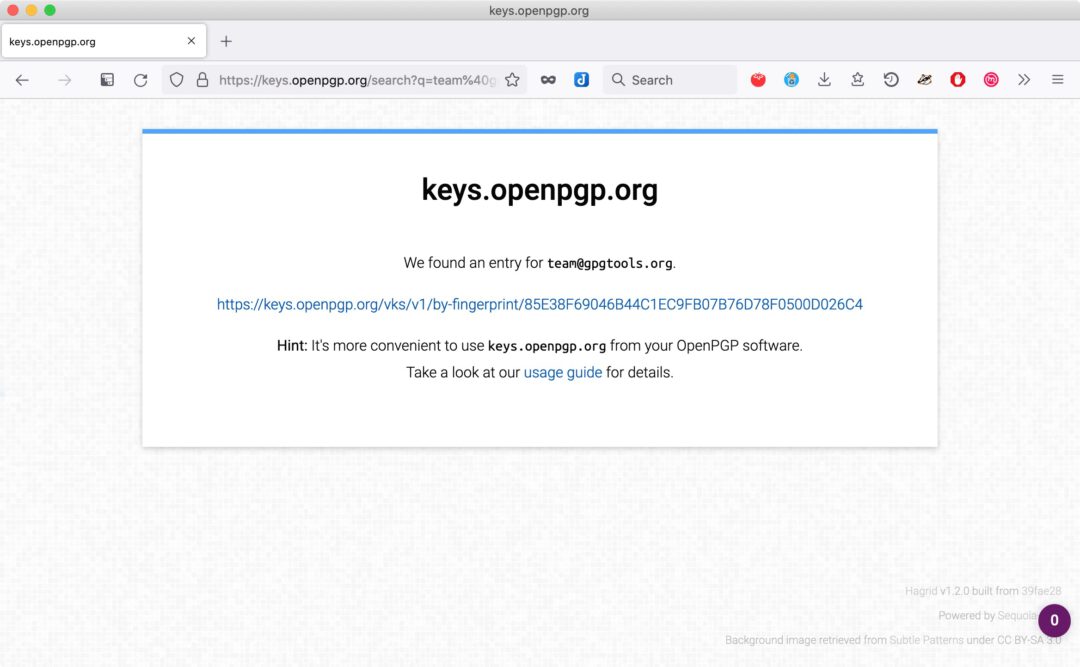 keys.openpgp.org
keys.openpgp.org
https://keys.openpgp.org/search?q=team%40g
Search
keys.openpgp.org
We found an entry for team@gpgtools.org.
https://keys.openpgp.org/vks/v1/by-fingerprint/85E38F69046B44C1EC9FB07B76D78F0500D026C4
Hint: It's more convenient to use keys.openpgp.org from your OpenPGP software.
Take a look at our usage guide for details.
Hagrid v1.2.0 built from 39fae28
Powered by Sequoia
0
Background image retrieved from Subtle Patterns under CC BY-SA 3.0